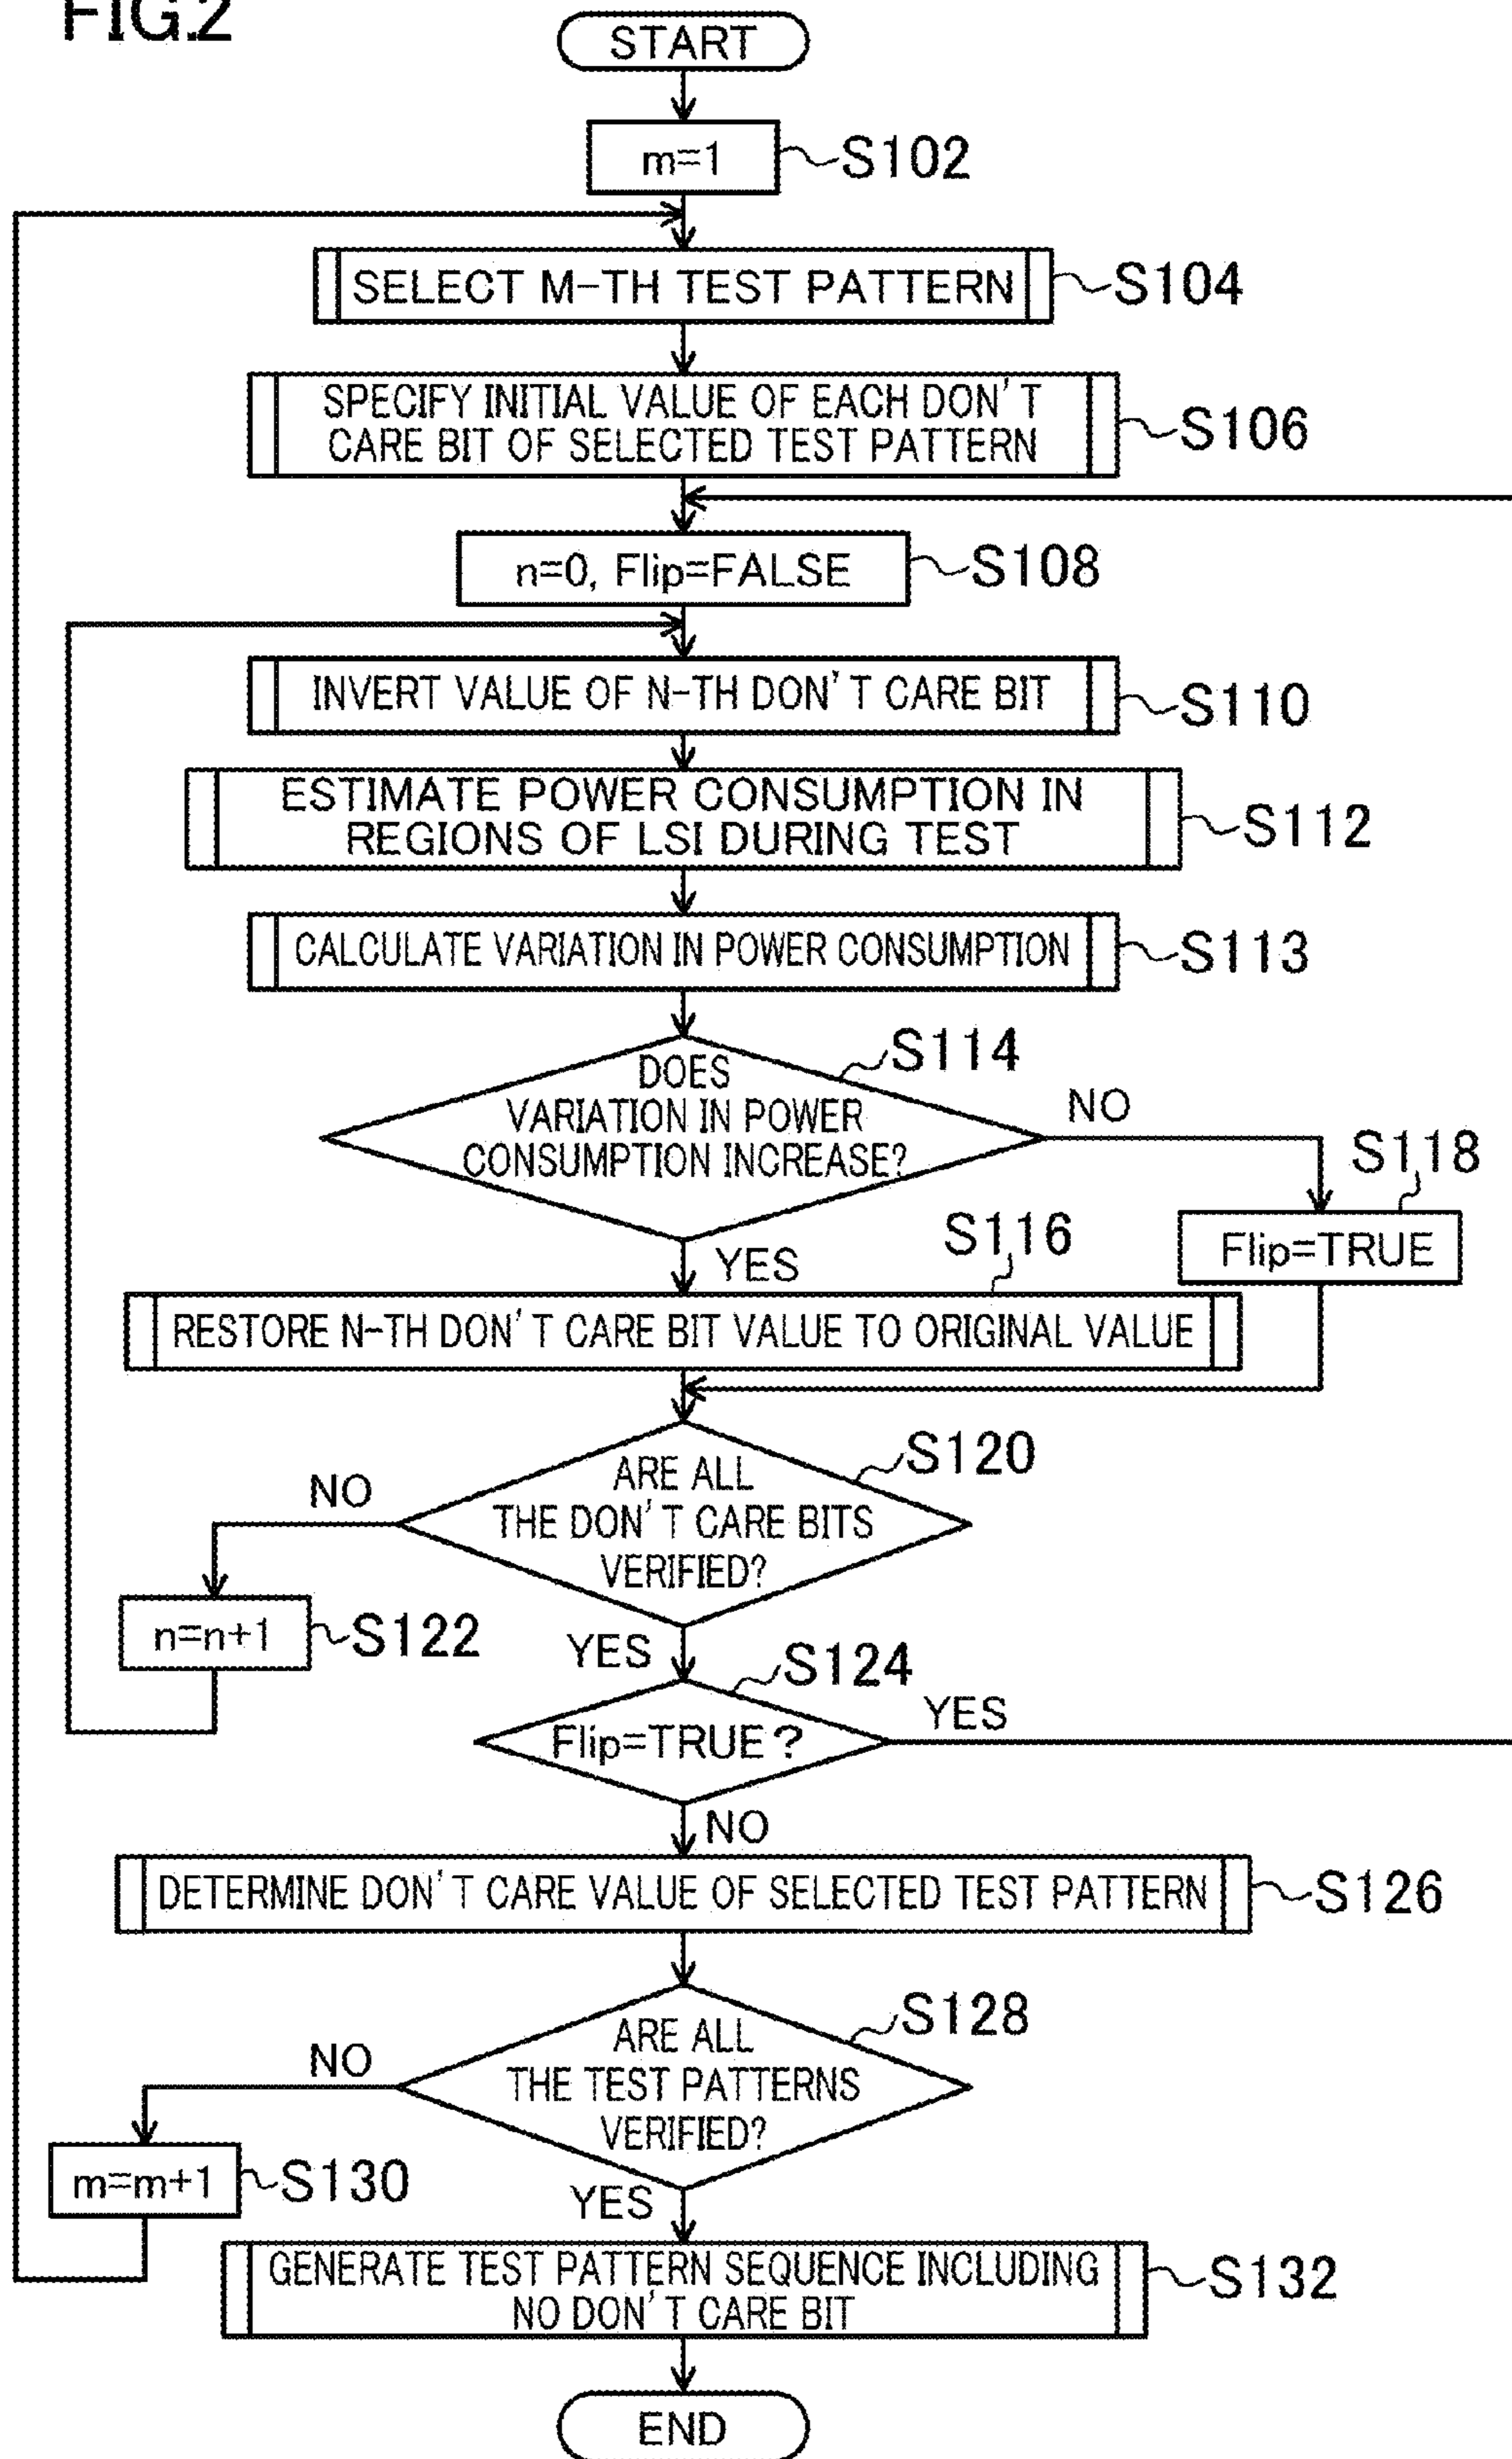 FIG.2
START
m=1
S102
SELECT M-TH TEST PATTERN
S104
SPECIFY INITIAL VALUE OF EACH DON'T
CARE BIT OF SELECTED TEST PATTERN
S106
n=0, Flip=FALSE
S108
INVERT VALUE OF N-TH DON'T CARE BIT
S110
ESTIMATE POWER CONSUMPTION IN
REGIONS OF LSI DURING TEST
S112
CALCULATE VARIATION IN POWER CONSUMPTION
S113
S114
DOES
VARIATION IN POWER
CONSUMPTION INCREASE?
NO
S118
Flip=TRUE
YES
S116
RESTORE N-TH DON'T CARE BIT VALUE TO ORIGINAL VALUE
S120
ARE ALL
THE DON'T CARE BITS
VERIFIED?
NO
n=n+1
S122
YES
S124
Flip=TRUE?
YES
NO
DETERMINE DON'T CARE VALUE OF SELECTED TEST PATTERN
S126
S128
ARE ALL
THE TEST PATTERNS
VERIFIED?
NO
m=m+1
S130
YES
GENERATE TEST PATTERN SEQUENCE INCLUDING
NO DON'T CARE BIT
S132
END